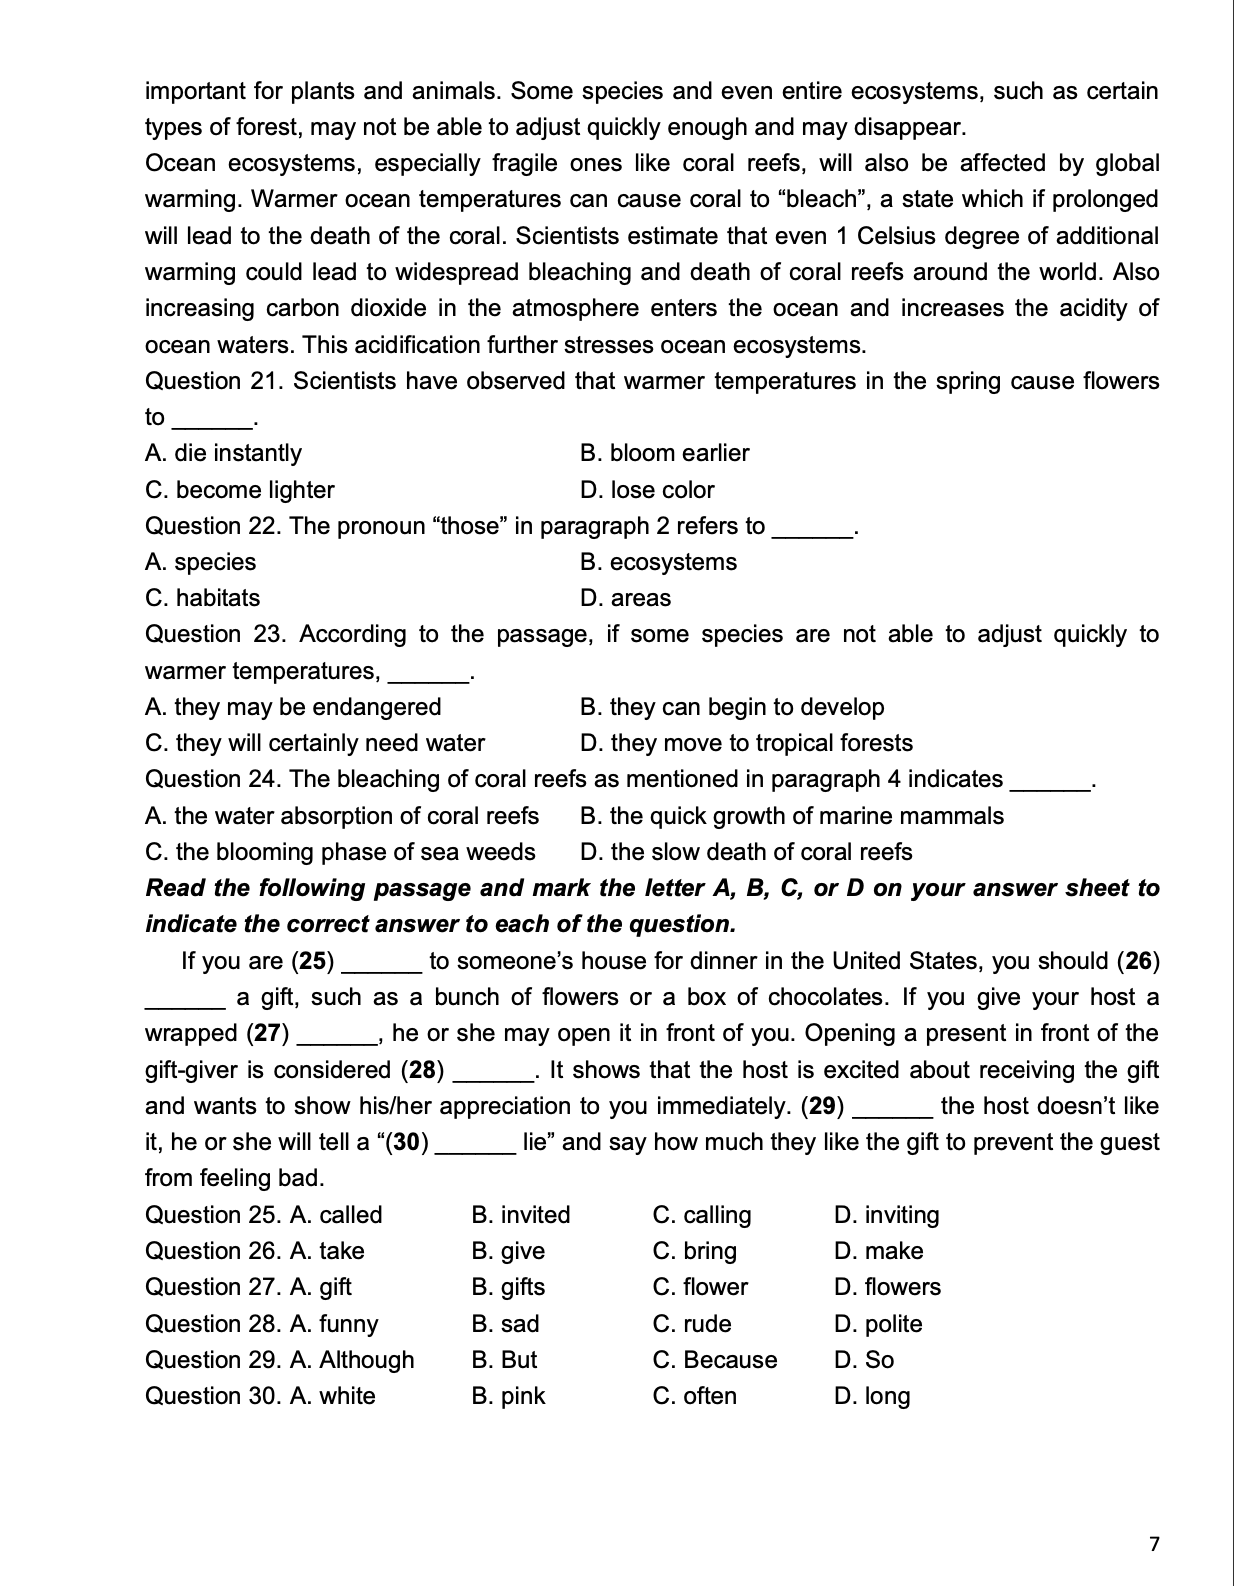 important for plants and animals. Some species and even entire ecosystems, such as certain
types of forest, may not be able to adjust quickly enough and may disappear.
Ocean ecosystems, especially fragile ones like coral reefs, will also be affected by global
warming. Warmer ocean temperatures can cause coral to “bleach”, a state which if prolonged
will lead to the death of the coral. Scientists estimate that even 1 Celsius degree of additional
warming could lead to widespread bleaching and death of coral reefs around the world. Also
increasing carbon dioxide in the atmosphere enters the ocean and increases the acidity of
ocean waters. This acidification further stresses ocean ecosystems.
Question 21. Scientists have observed that warmer temperatures in the spring cause flowers
to ______.
A. die instantly B. bloom earlier
C. become lighter D. lose color
Question 22. The pronoun “those” in paragraph 2 refers to ______.
A. species B. ecosystems
C. habitats D. areas
Question 23. According to the passage, if some species are not able to adjust quickly to
warmer temperatures, ______.
A. they may be endangered B. they can begin to develop
C. they will certainly need water D. they move to tropical forests
Question 24. The bleaching of coral reefs as mentioned in paragraph 4 indicates ______.
A. the water absorption of coral reefs B. the quick growth of marine mammals
C. the blooming phase of sea weeds D. the slow death of coral reefs
Read the following passage and mark the letter A, B, C, or D on your answer sheet to
indicate the correct answer to each of the question.
If you are (25) ______ to someone’s house for dinner in the United States, you should (26)
______ a gift, such as a bunch of flowers or a box of chocolates. If you give your host a
wrapped (27) ______, he or she may open it in front of you. Opening a present in front of the
gift-giver is considered (28) ______. It shows that the host is excited about receiving the gift
and wants to show his/her appreciation to you immediately. (29) ______ the host doesn’t like
it, he or she will tell a “(30) ______ lie” and say how much they like the gift to prevent the guest
from feeling bad.
Question 25. A. called B. invited C. calling D. inviting
Question 26. A. take B. give C. bring D. make
Question 27. A. gift B. gifts C. flower D. flowers
Question 28. A. funny B. sad C. rude D. polite
Question 29. A. Although B. But C. Because D. So
Question 30. A. white B. pink C. often D. long
7